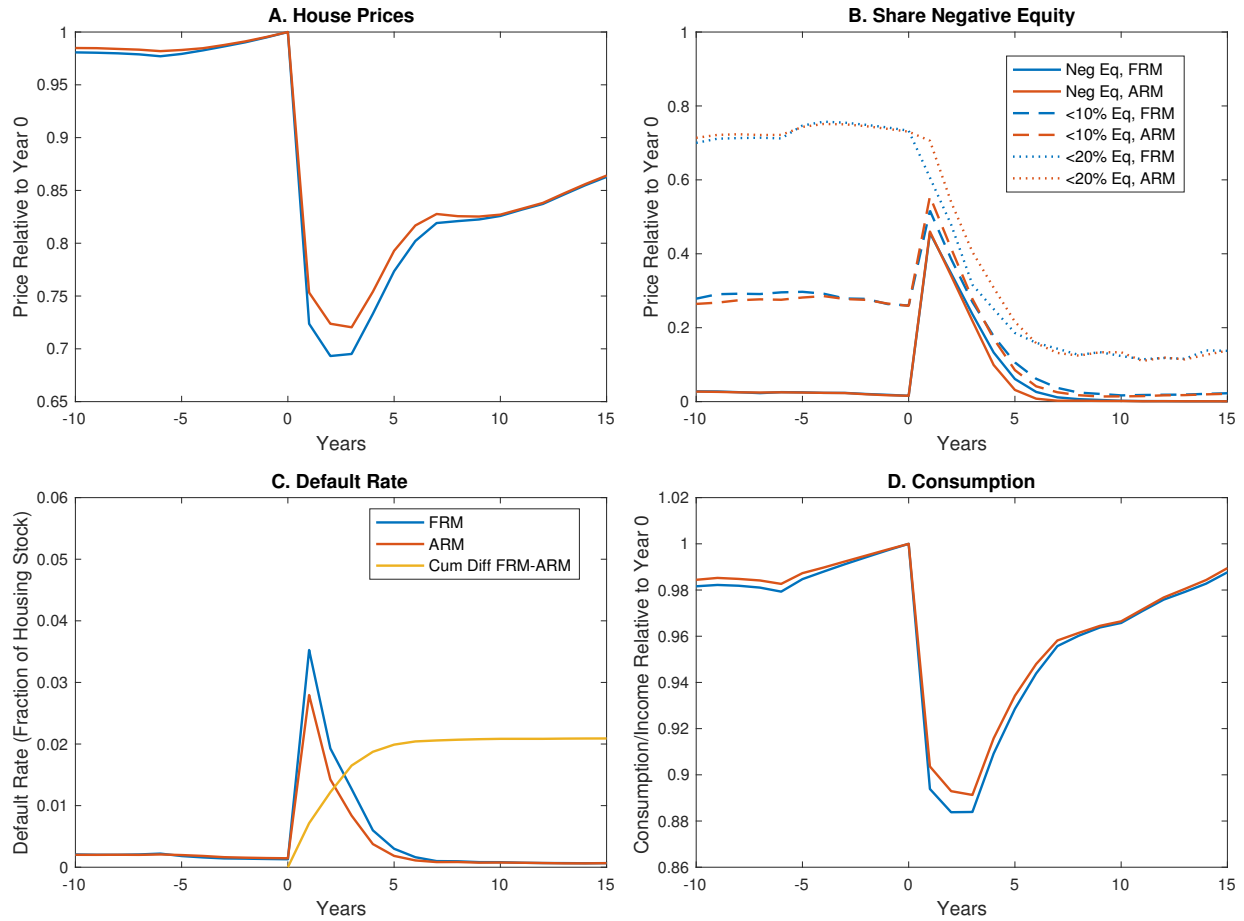 A. House Prices
Price Relative to Year 0
1
0.95
0.9
0.85
0.8
0.75
0.7
0.65
-10 -5 0 5 10 15
Years
B. Share Negative Equity
Price Relative to Year 0
1
0.8
0.6
0.4
0.2
0
-10 -5 0 5 10 15
Years
Neg Eq, FRM
Neg Eq, ARM
<10% Eq, FRM
<10% Eq, ARM
<20% Eq, FRM
<20% Eq, ARM
C. Default Rate
Default Rate (Fraction of Housing Stock)
0.06
0.05
0.04
0.03
0.02
0.01
0
-10 -5 0 5 10 15
Years
FRM
ARM
Cum Diff FRM-ARM
D. Consumption
Consumption/Income Relative to Year 0
1.02
1
0.98
0.96
0.94
0.92
0.9
0.88
0.86
-10 -5 0 5 10 15
Years